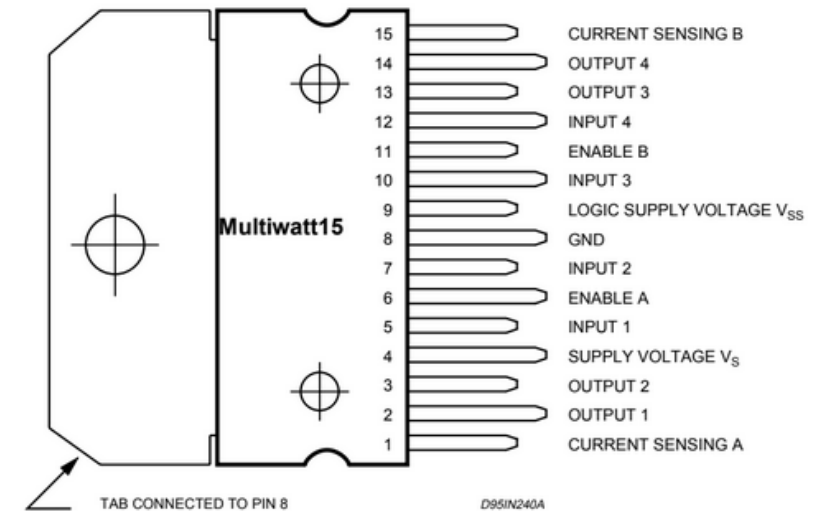 15 CURRENT SENSING B
14 OUTPUT 4
13 OUTPUT 3
12 INPUT 4
11 ENABLE B
10 INPUT 3
9 LOGIC SUPPLY VOLTAGE VSS
Multiwatt15
8 GND
7 INPUT 2
6 ENABLE A
5 INPUT 1
4 SUPPLY VOLTAGE VS
3 OUTPUT 2
2 OUTPUT 1
1 CURRENT SENSING A
TAB CONNECTED TO PIN 8
D95IN240A